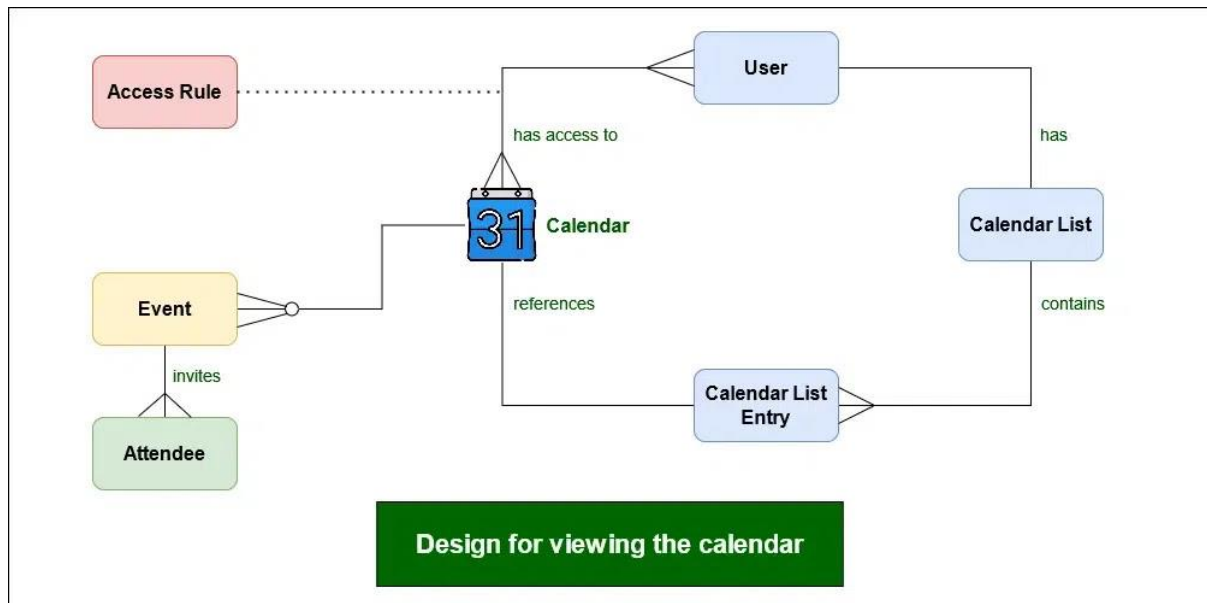 User
Access Rule
has access to
has
31
Calendar
Calendar List
Event
references
contains
invites
Calendar List
Entry
Attendee
Design for viewing the calendar